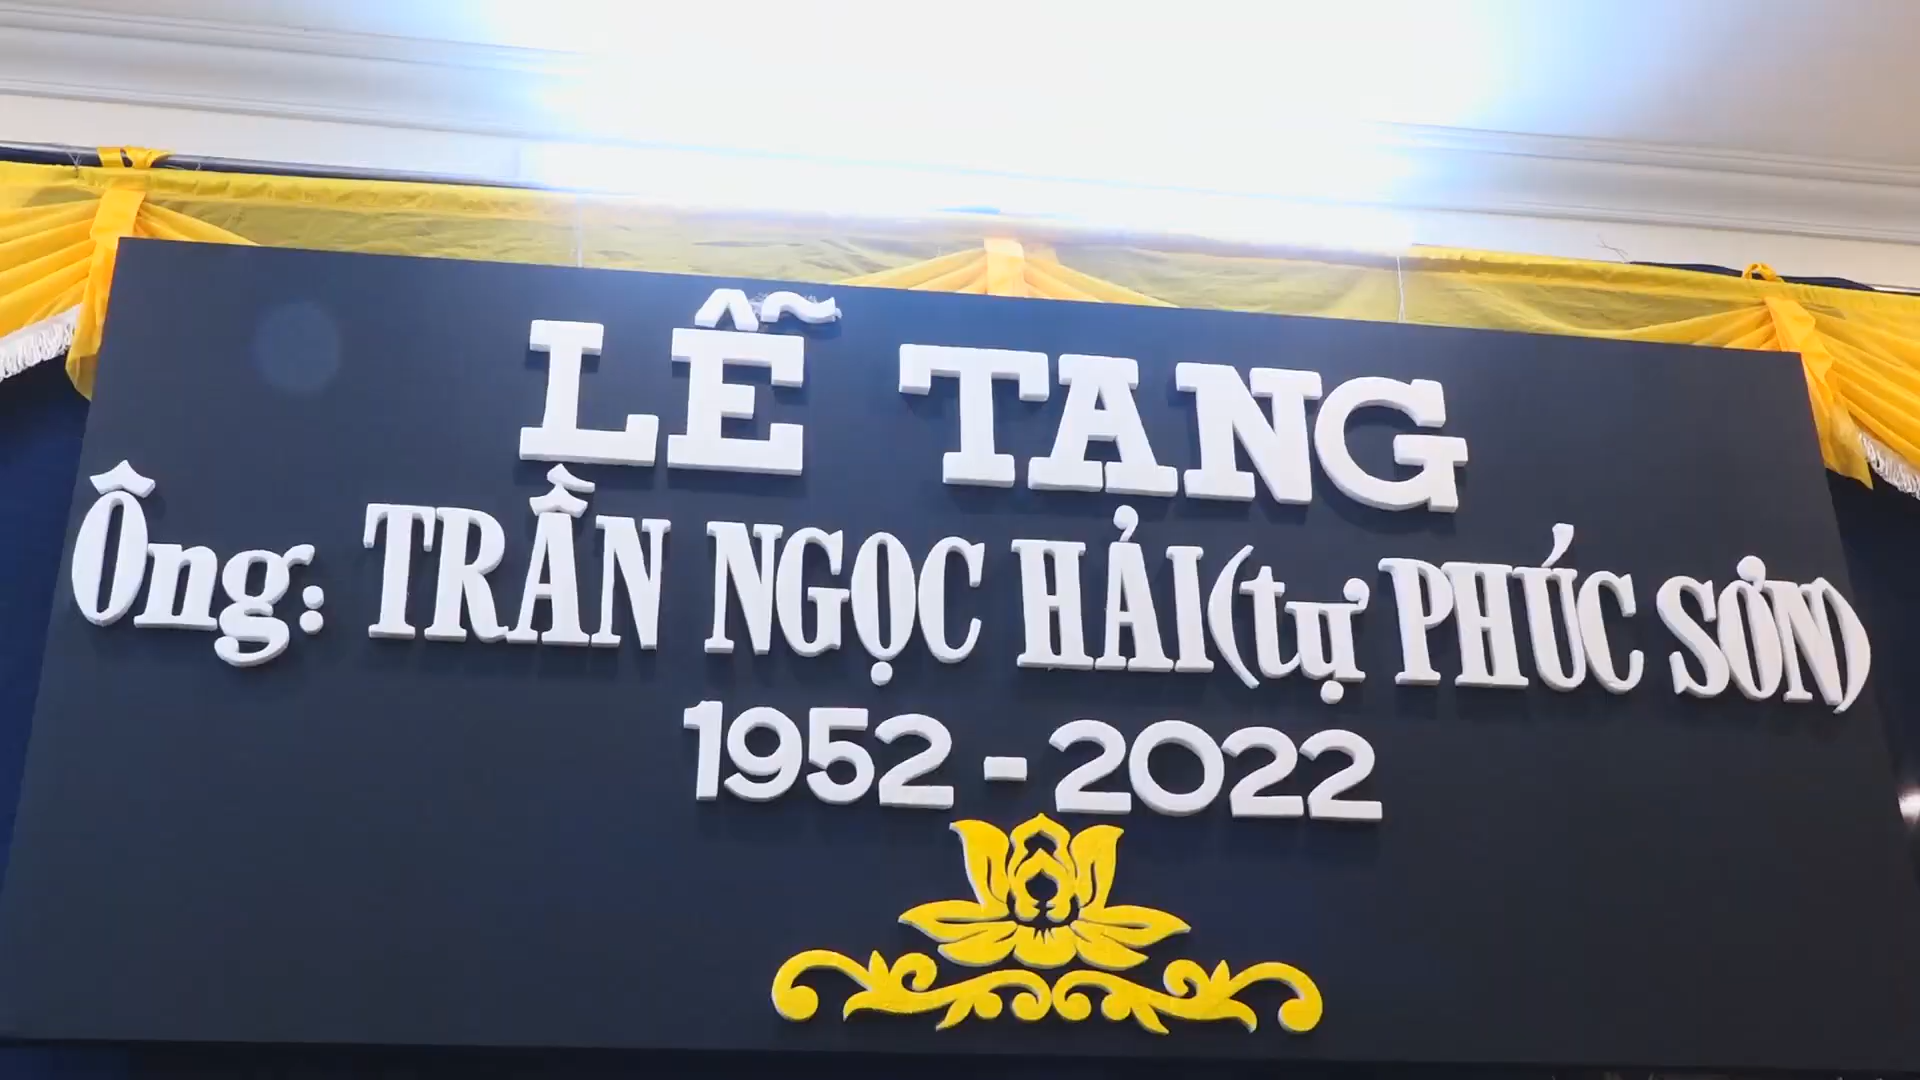 LỄ TANG
Ông: TRẦN NGỌC HẢI (tự PHÚC SƠN)
1952 - 2022